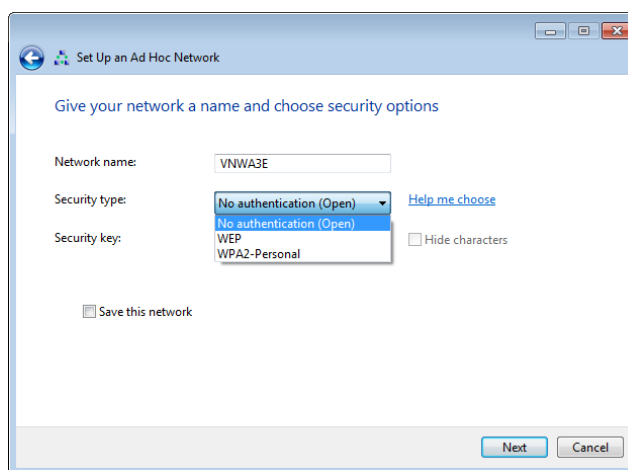 Set Up an Ad Hoc Network
Give your network a name and choose security options
Network name: VNWA3E
Security type: No authentication (Open) Help me choose
No authentication (Open)
Security key: WEP Hide characters
WPA2-Personal
Save this network
Next Cancel